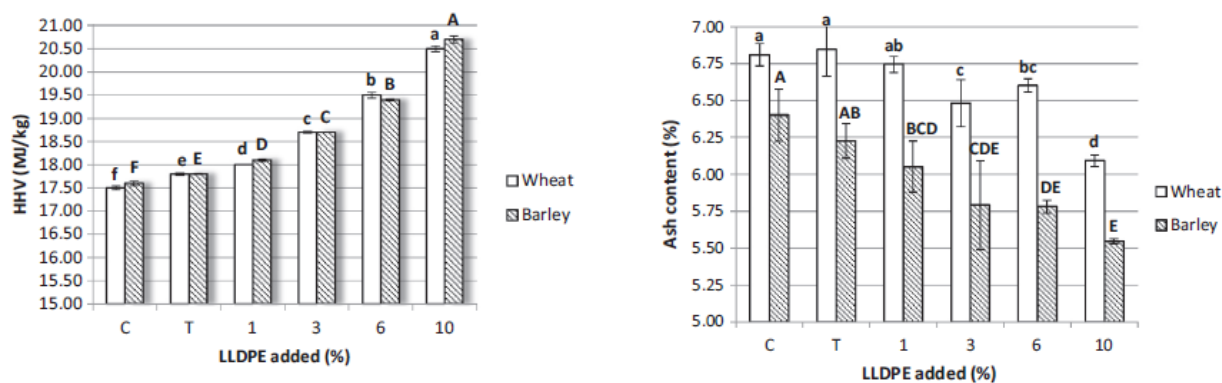 HHV (MJ/kg)
21.00
20.50
20.00
19.50
19.00
18.50
18.00
17.50
17.00
16.50
16.00
15.50
15.00
f F e E d D c C b B a A
C T 1 3 6 10
LLDPE added (%)
Wheat
Barley
Ash content (%)
7.00
6.75
6.50
6.25
6.00
5.75
5.50
5.25
5.00
a A a AB ab BCD c CDE bc DE d E
C T 1 3 6 10
LLDPE added (%)
Wheat
Barley